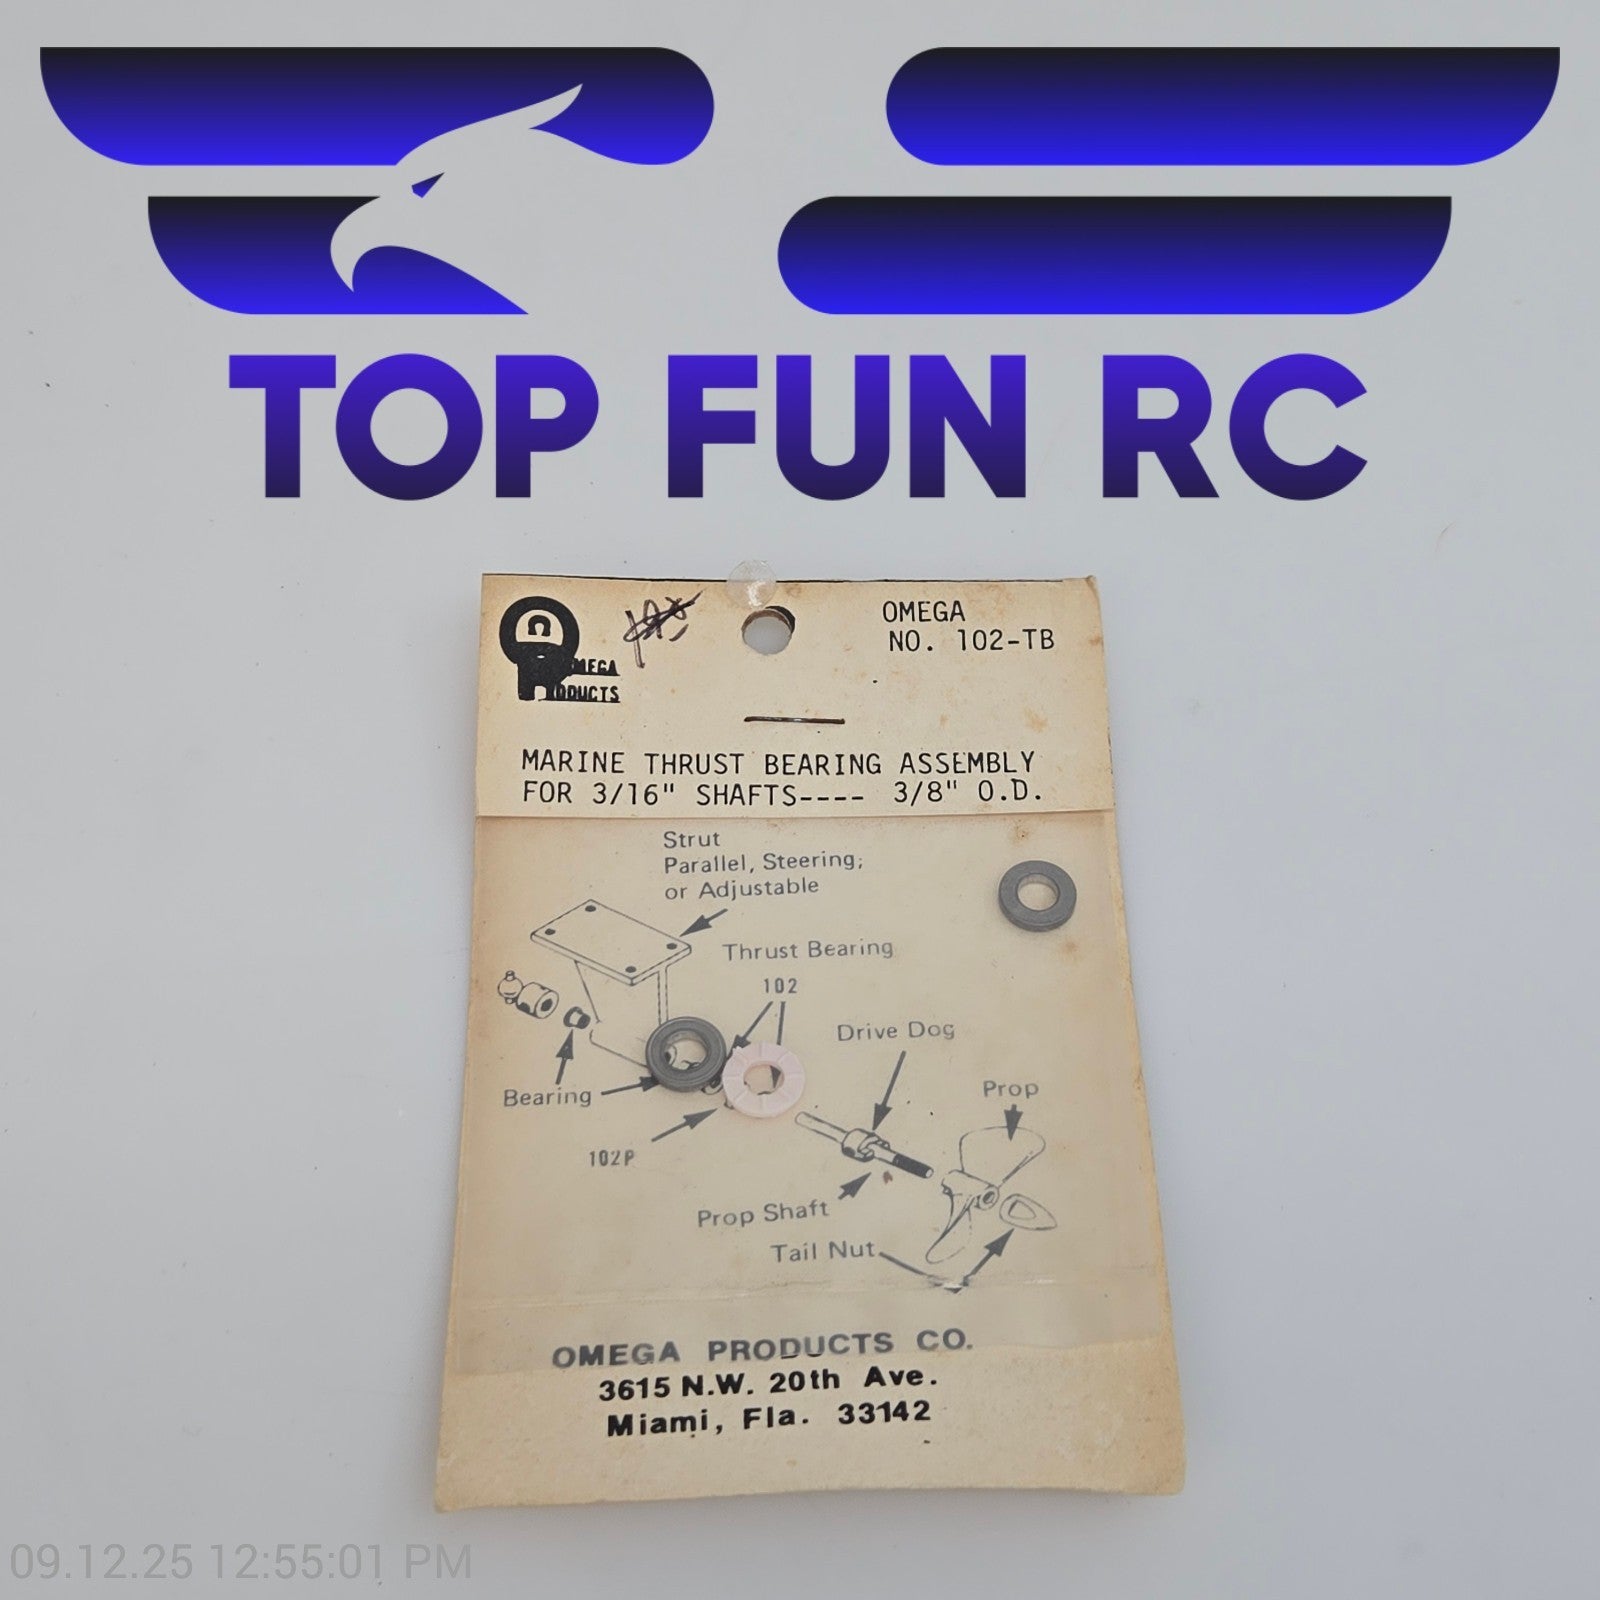 TOP FUN RC
OMEGA
NO. 102-TB
Ω
OMEGA
PRODUCTS
MARINE THRUST BEARING ASSEMBLY
FOR 3/16" SHAFTS---- 3/8" O.D.
Strut
Parallel, Steering,
or Adjustable
Thrust Bearing
102
Drive Dog
Bearing
Prop
102P
Prop Shaft
Tail Nut
OMEGA PRODUCTS CO.
3615 N.W. 20th Ave.
Miami, Fla. 33142
09.12.25 12:55:01 PM